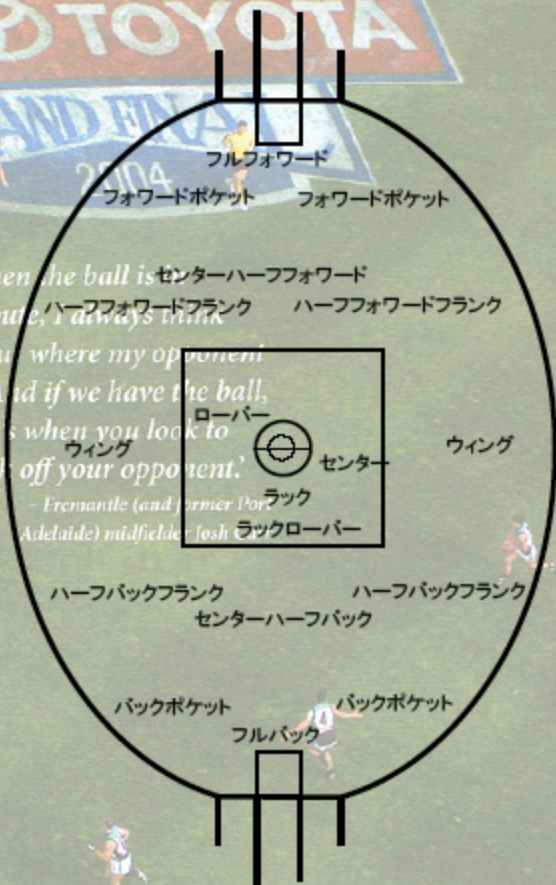 TOYOTA
AND FINAL
2004
フルフォワード
フォワードポケット フォワードポケット
センターハーフフォワード
ハーフフォワードフランク ハーフフォワードフランク
en the ball is in
ute, I always think
where my opponent
And if we have the ball,
s when you look to
off your opponent.'
– Fremantle (and former Port
Adelaide) midfielder Josh
ローバー
ウィング ウィング
センター
ラック
ラックローバー
ハーフバックフランク ハーフバックフランク
センターハーフバック
バックポケット バックポケット
フルバック
4